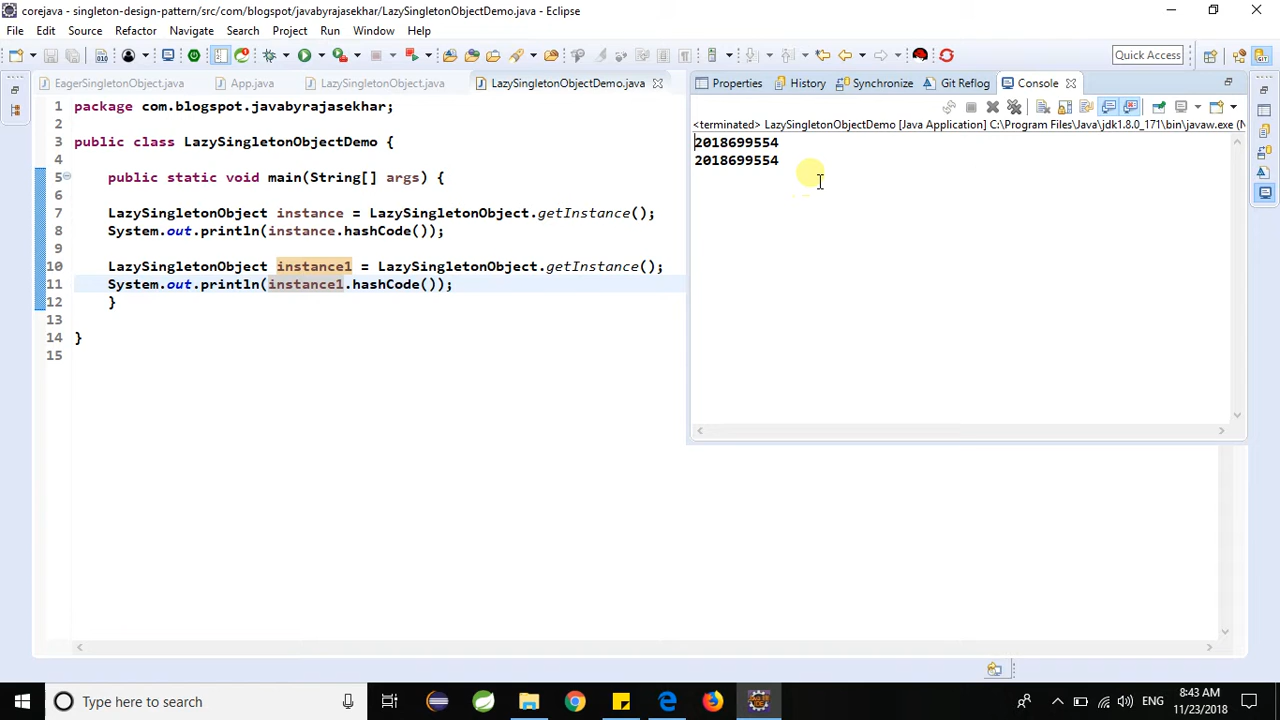 corejava - singleton-design-pattern/src/com/blogspot/javabyrajasekhar/LazySingletonObjectDemo.java - Eclipse
File Edit Source Refactor Navigate Search Project Run Window Help
Quick Access
EagerSingletonObject.java App.java LazySingletonObject.java LazySingletonObjectDemo.java
Properties History Synchronize Git Reflog Console
<terminated> LazySingletonObjectDemo [Java Application] C:\Program Files\Java\jdk1.8.0_171\bin\javaw.exe (N
2018699554
2018699554
1 package com.blogspot.javabyrajasekhar;
2
3 public class LazySingletonObjectDemo {
4
5 public static void main(String[] args) {
6
7 LazySingletonObject instance = LazySingletonObject.getInstance();
8 System.out.println(instance.hashCode());
9
10 LazySingletonObject instance1 = LazySingletonObject.getInstance();
11 System.out.println(instance1.hashCode());
12 }
13
14 }
15
Type here to search
ENG
8:43 AM
11/23/2018